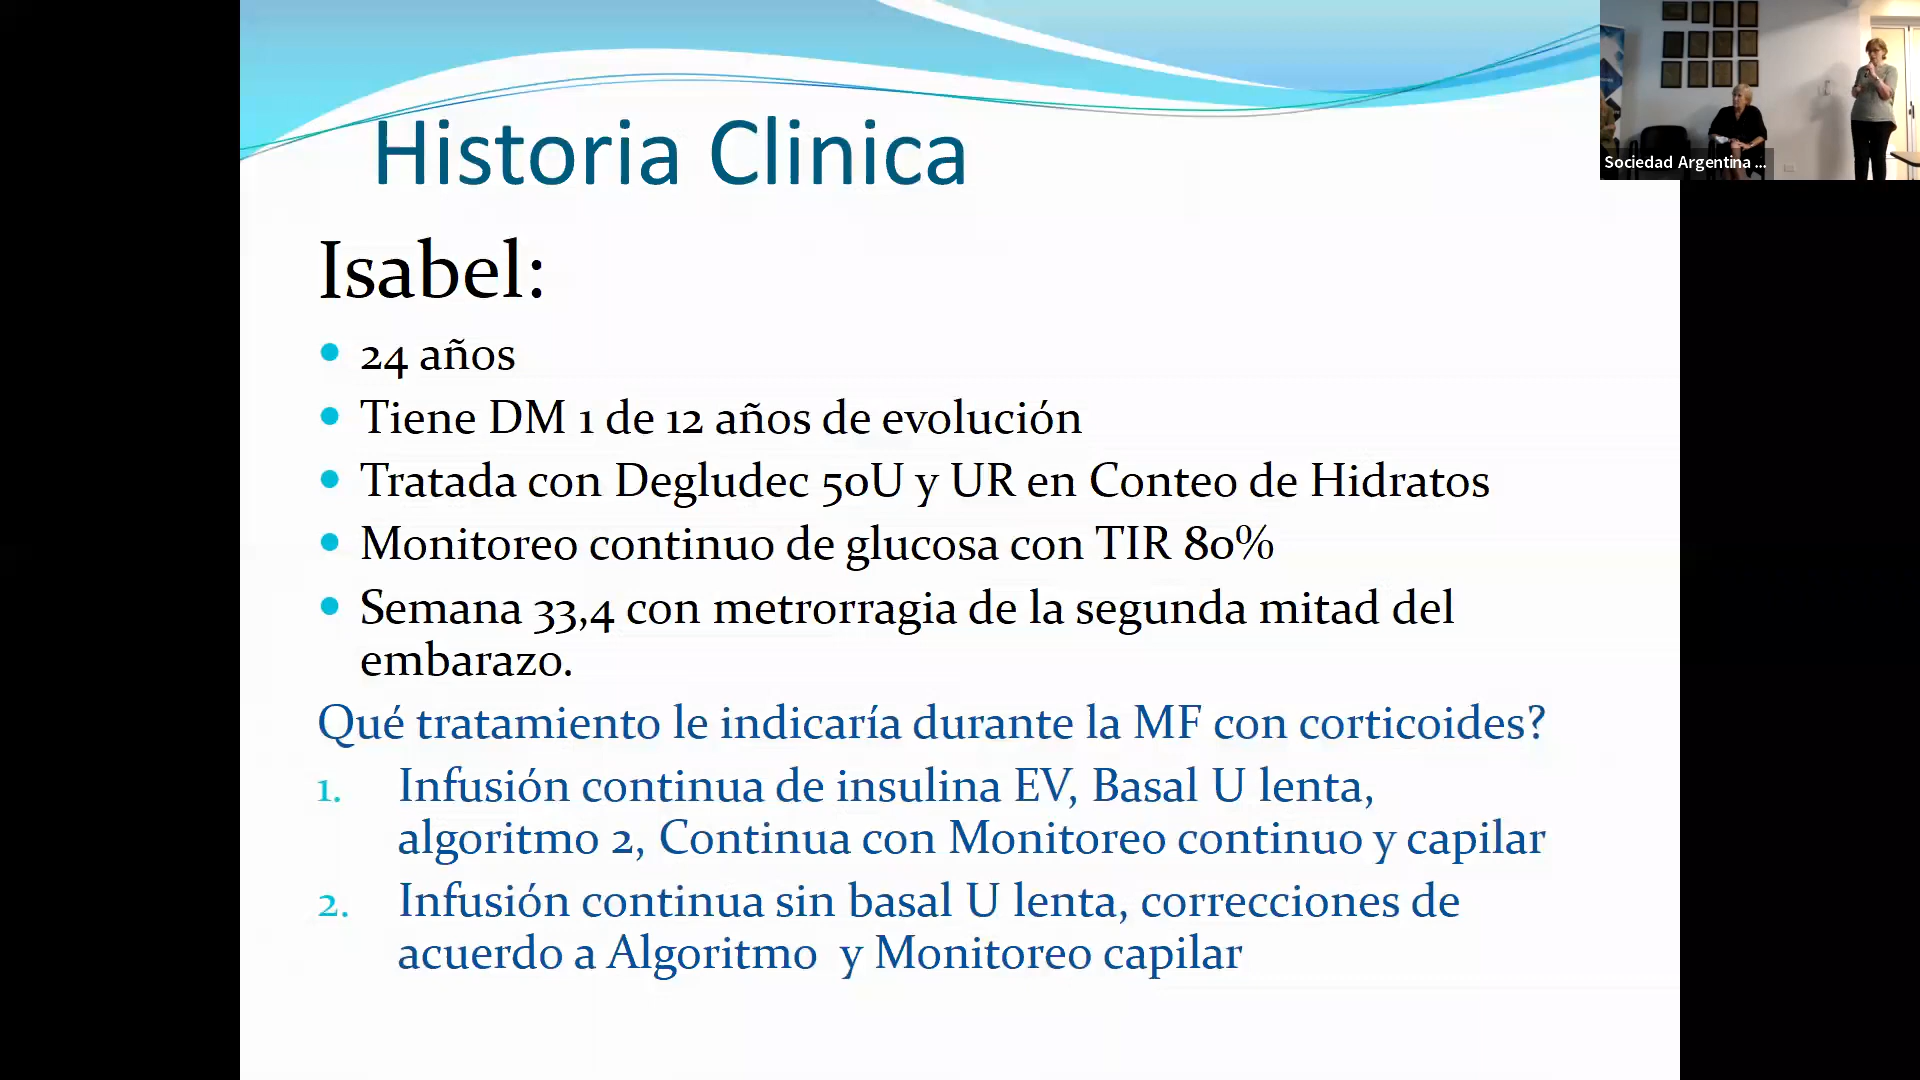 Historia Clinica
Isabel:
24 años
Tiene DM 1 de 12 años de evolución
Tratada con Degludec 50U y UR en Conteo de Hidratos
Monitoreo continuo de glucosa con TIR 80%
Semana 33,4 con metrorragia de la segunda mitad del
embarazo.
Qué tratamiento le indicaría durante la MF con corticoides?
1. Infusión continua de insulina EV, Basal U lenta,
algoritmo 2, Continua con Monitoreo continuo y capilar
2. Infusión continua sin basal U lenta, correcciones de
acuerdo a Algoritmo y Monitoreo capilar
Sociedad Argentina ...